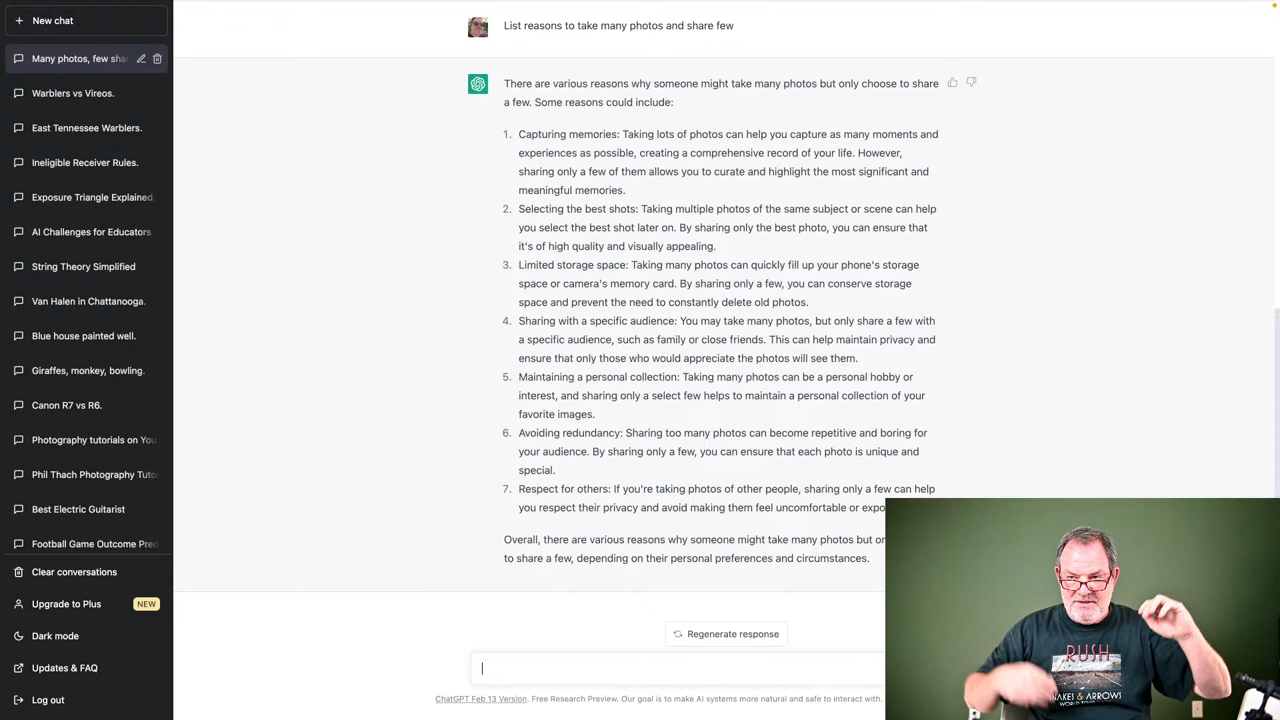 New chat
Many photos, few sha
Warblers vs Vireos.
East Tennessee Warblers.
Ineligible Receiver Rules.
Exposure Triangle Explained.
AI Challenges for Educators
String Theory Simplified
Van Halen in Chattanooga.
Blue house painted well.
Giraffes, monkey, bowling.
Canon R7 vs R6.
Photography tutorials on You
Phil Thach Photography Tuto
Best Electric Guitarist
Football Game Outcome Pred
Clear conversations
Upgrade to Plus NEW
Dark mode
Updates & FAQ
Log out
List reasons to take many photos and share few
There are various reasons why someone might take many photos but only choose to share
a few. Some reasons could include:
1. Capturing memories: Taking lots of photos can help you capture as many moments and
experiences as possible, creating a comprehensive record of your life. However,
sharing only a few of them allows you to curate and highlight the most significant and
meaningful memories.
2. Selecting the best shots: Taking multiple photos of the same subject or scene can help
you select the best shot later on. By sharing only the best photo, you can ensure that
it's of high quality and visually appealing.
3. Limited storage space: Taking many photos can quickly fill up your phone's storage
space or camera's memory card. By sharing only a few, you can conserve storage
space and prevent the need to constantly delete old photos.
4. Sharing with a specific audience: You may take many photos, but only share a few with
a specific audience, such as family or close friends. This can help maintain privacy and
ensure that only those who would appreciate the photos will see them.
5. Maintaining a personal collection: Taking many photos can be a personal hobby or
interest, and sharing only a select few helps to maintain a personal collection of your
favorite images.
6. Avoiding redundancy: Sharing too many photos can become repetitive and boring for
your audience. By sharing only a few, you can ensure that each photo is unique and
special.
7. Respect for others: If you're taking photos of other people, sharing only a few can help
you respect their privacy and avoid making them feel uncomfortable or expo
Overall, there are various reasons why someone might take many photos but or
to share a few, depending on their personal preferences and circumstances.
Regenerate response
ChatGPT Feb 13 Version. Free Research Preview. Our goal is to make AI systems more natural and safe to interact with.
RUSH
NAKES & ARROWS
WORLD TO